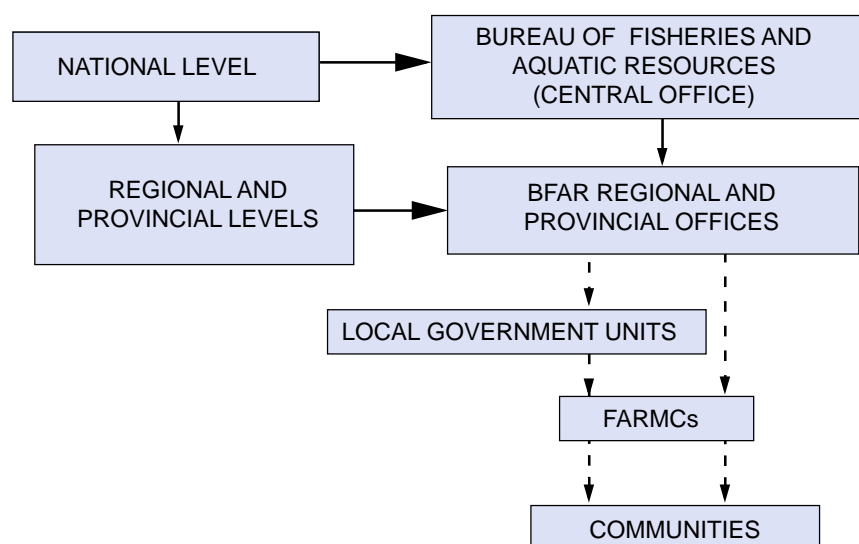 NATIONAL LEVEL
BUREAU OF FISHERIES AND
AQUATIC RESOURCES
(CENTRAL OFFICE)
REGIONAL AND
PROVINCIAL LEVELS
BFAR REGIONAL AND
PROVINCIAL OFFICES
LOCAL GOVERNMENT UNITS
FARMCs
COMMUNITIES